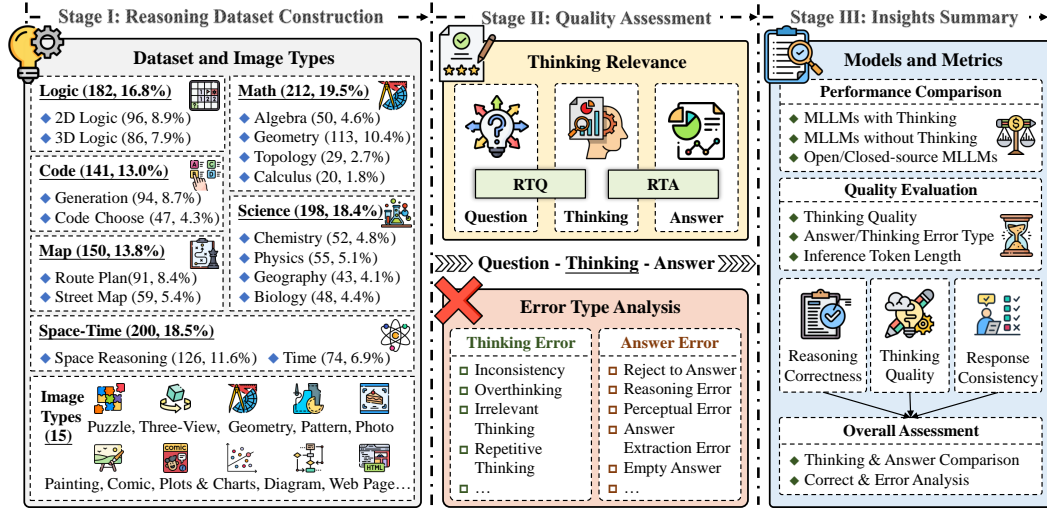 Stage I: Reasoning Dataset Construction
Stage II: Quality Assessment
Stage III: Insights Summary
Dataset and Image Types
Logic (182, 16.8%)
2D Logic (96, 8.9%)
3D Logic (86, 7.9%)
Code (141, 13.0%)
Generation (94, 8.7%)
Code Choose (47, 4.3%)
Map (150, 13.8%)
Route Plan(91, 8.4%)
Street Map (59, 5.4%)
Math (212, 19.5%)
Algebra (50, 4.6%)
Geometry (113, 10.4%)
Topology (29, 2.7%)
Calculus (20, 1.8%)
Science (198, 18.4%)
Chemistry (52, 4.8%)
Physics (55, 5.1%)
Geography (43, 4.1%)
Biology (48, 4.4%)
Space-Time (200, 18.5%)
Space Reasoning (126, 11.6%)
Time (74, 6.9%)
Image
Types
(15)
Puzzle, Three-View, Geometry, Pattern, Photo
comic
HTML
Painting, Comic, Plots & Charts, Diagram, Web Page…
Thinking Relevance
RTQ
RTA
Question
Thinking
Answer
Question - Thinking - Answer
Error Type Analysis
Thinking Error
Inconsistency
Overthinking
Irrelevant
Thinking
Repetitive
Thinking
…
Answer Error
Reject to Answer
Reasoning Error
Perceptual Error
Answer
Extraction Error
Empty Answer
…
Models and Metrics
Performance Comparison
MLLMs with Thinking
MLLMs without Thinking
Open/Closed-source MLLMs
Quality Evaluation
Thinking Quality
Answer/Thinking Error Type
Inference Token Length
Reasoning
Correctness
Thinking
Quality
Response
Consistency
Overall Assessment
Thinking & Answer Comparison
Correct & Error Analysis